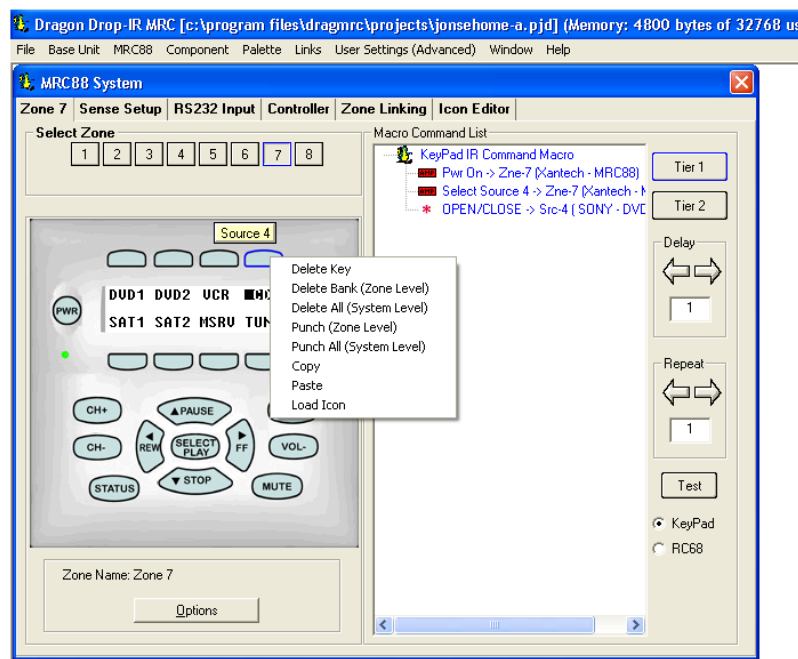 Dragon Drop-IR MRC [c:\program files\dragmrc\projects\jonsehome-a.pjd] (Memory: 4800 bytes of 32768 us
File Base Unit MRC88 Component Palette Links User Settings (Advanced) Window Help
MRC88 System
Zone 7 Sense Setup RS232 Input Controller Zone Linking Icon Editor
Select Zone
1 2 3 4 5 6 7 8
Macro Command List
KeyPad IR Command Macro
Pwr On -> Zne-7 (Xantech - MRC88)
Select Source 4 -> Zne-7 (Xantech - M
OPEN/CLOSE -> Src-4 ( SONY - DVD
Tier 1
Tier 2
Delay
1
Repeat
1
Test
KeyPad
RC68
Source 4
DVD1 DVD2 VCR
SAT1 SAT2 MSRV TUN
PWR
Delete Key
Delete Bank (Zone Level)
Delete All (System Level)
Punch (Zone Level)
Punch All (System Level)
Copy
Paste
Load Icon
CH+ PAUSE
CH- REW SELECT PLAY FF VOL-
STATUS STOP MUTE
Zone Name: Zone 7
Options